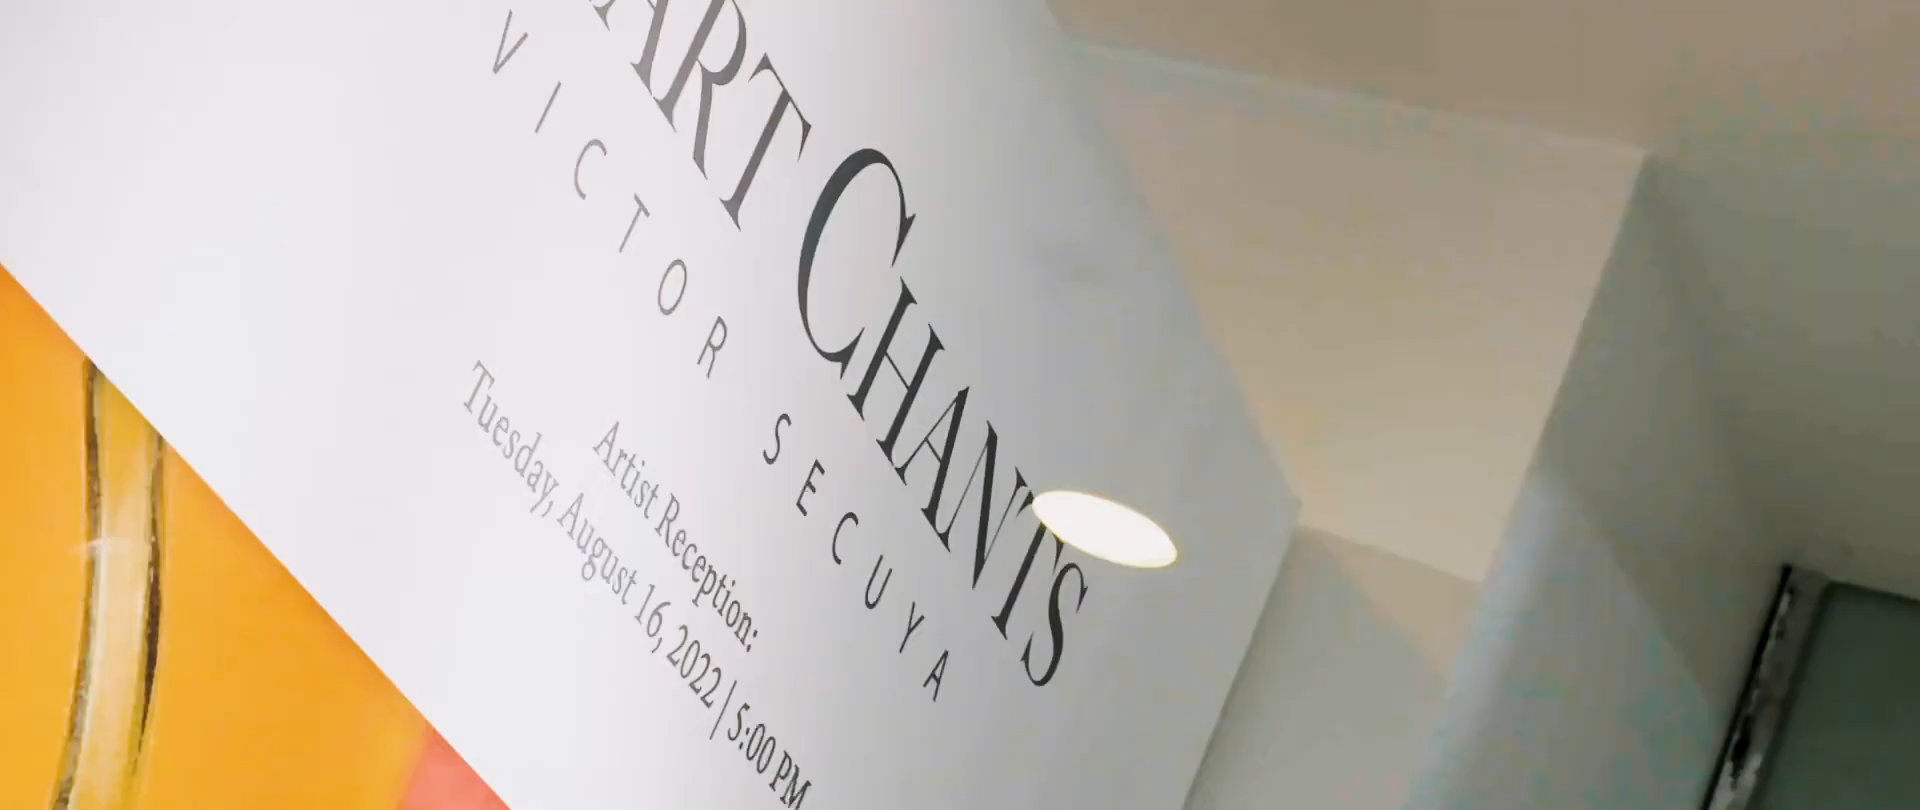 ART CHANTS
VICTOR SECUYA
Artist Reception:
Tuesday, August 16, 2022 | 5:00 PM